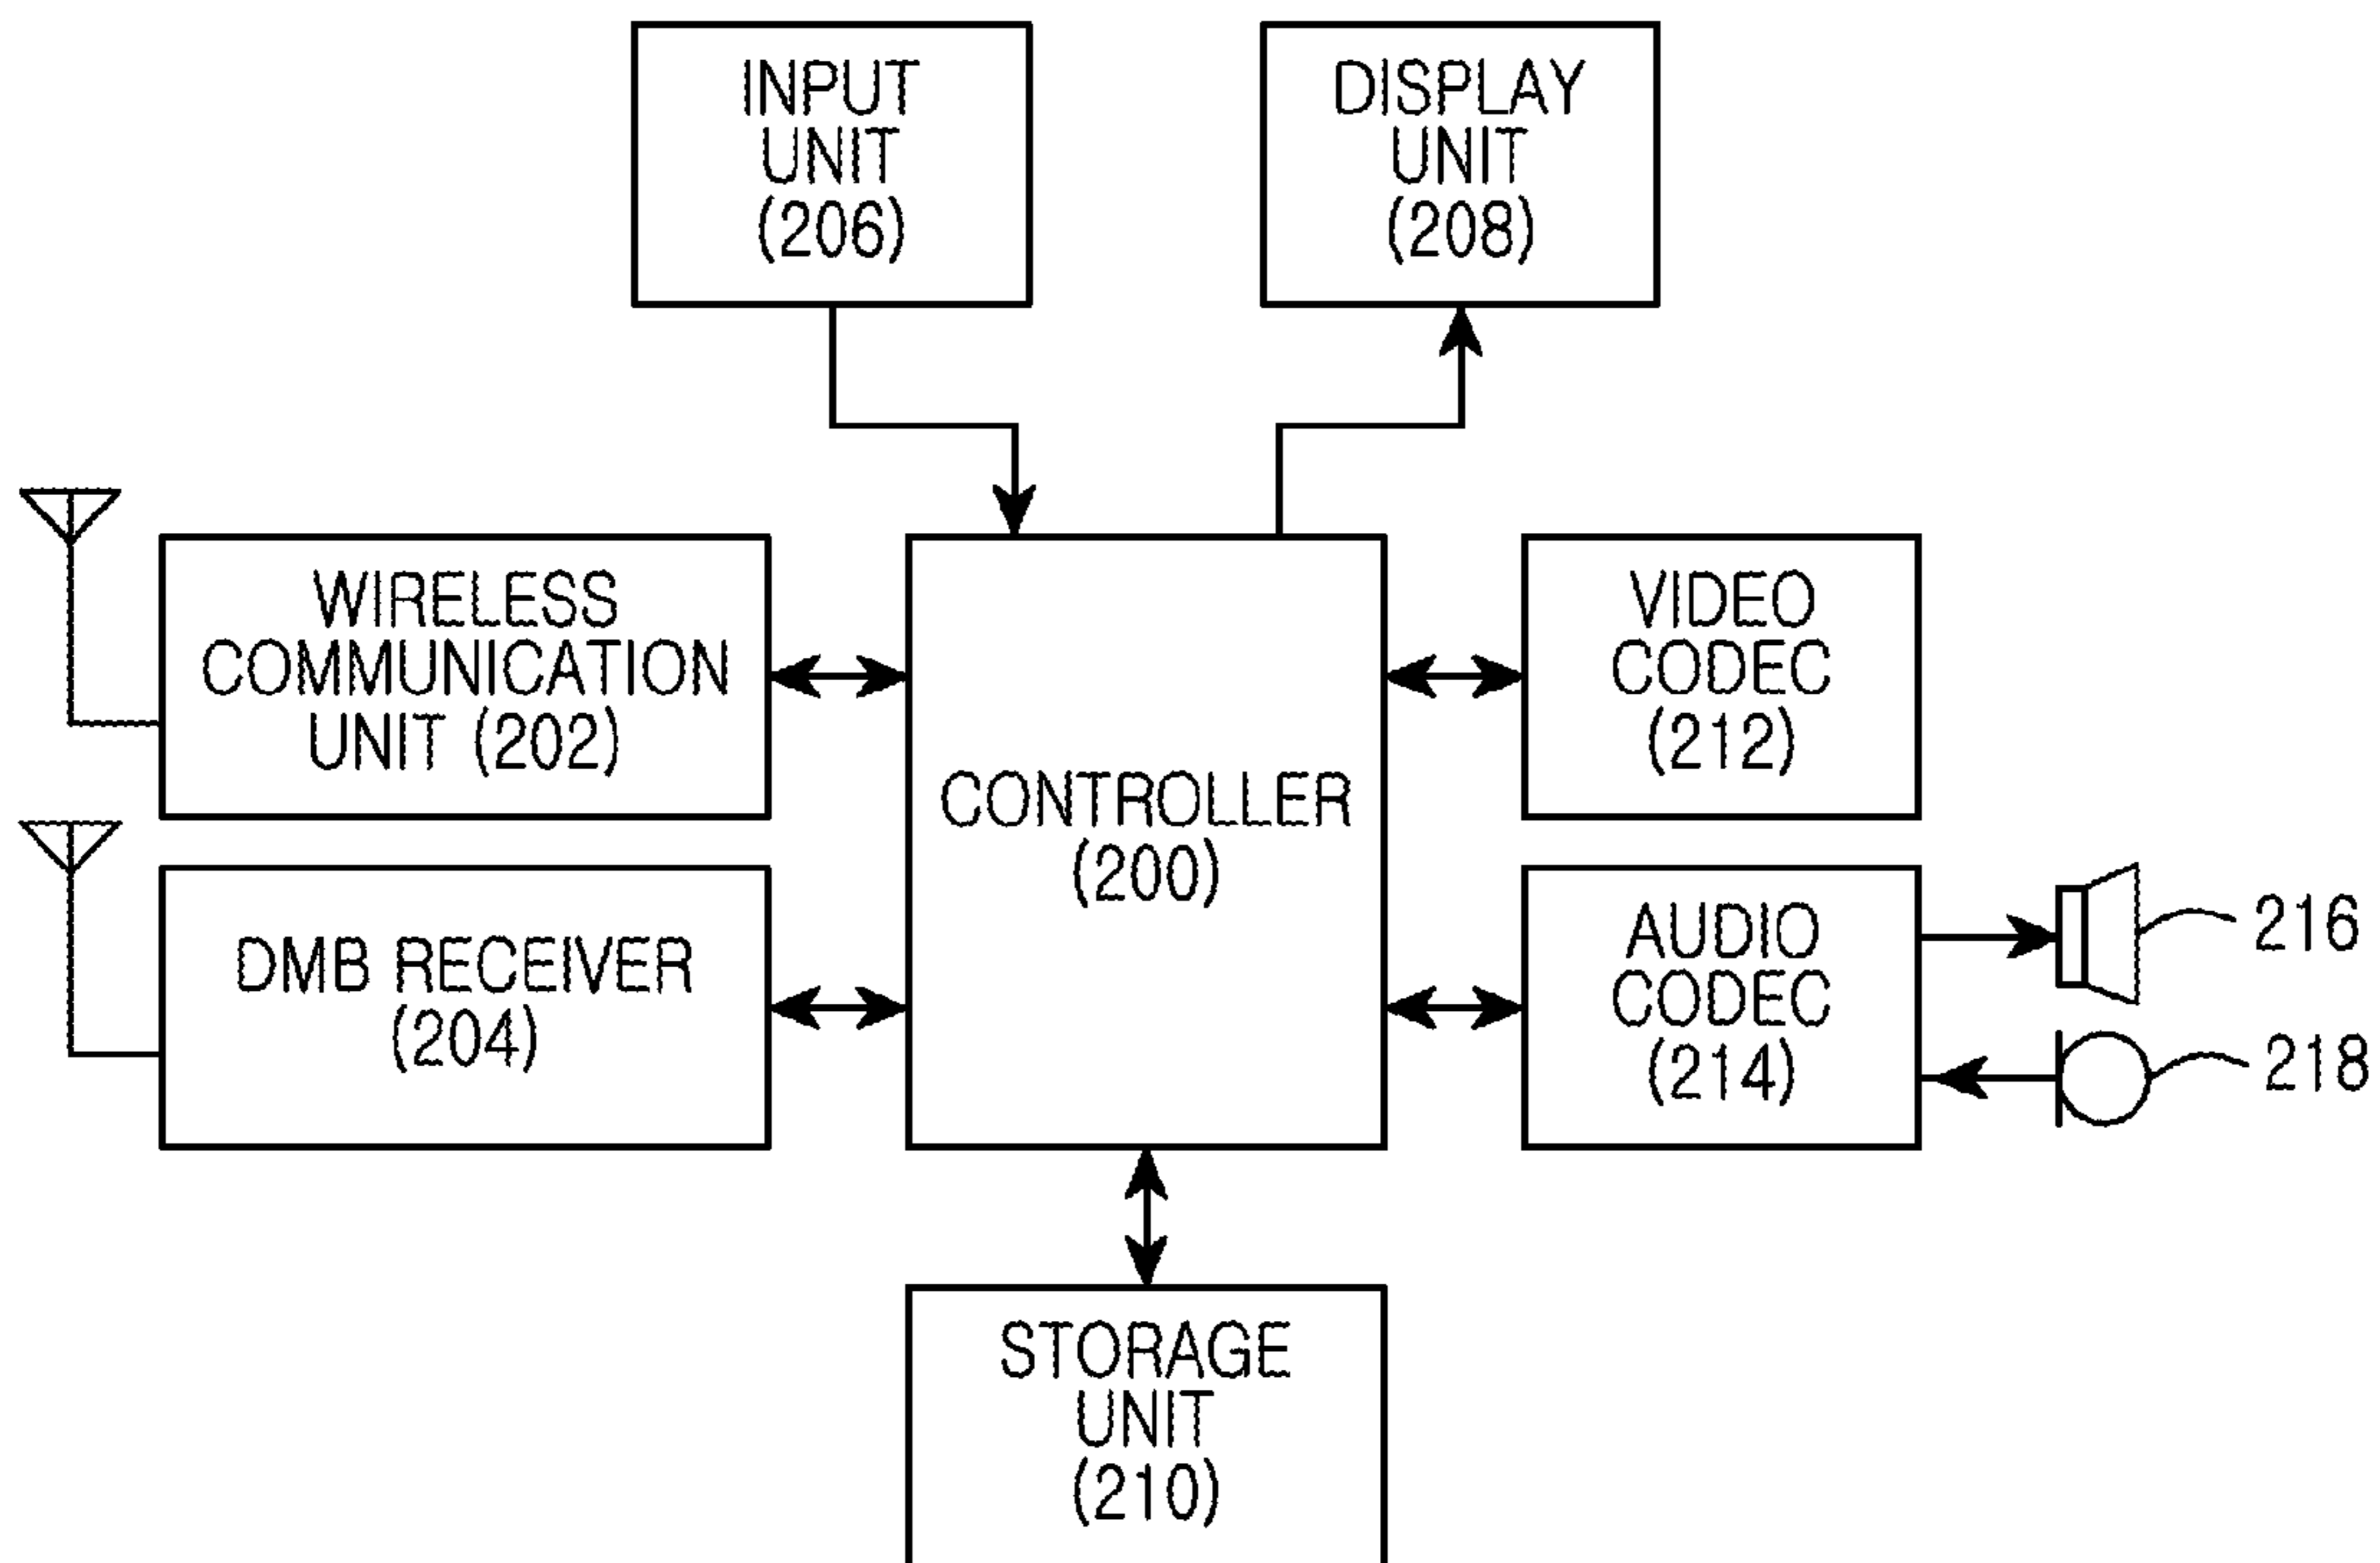 INPUT
UNIT
(206)
DISPLAY
UNIT
(208)
WIRELESS
COMMUNICATION
UNIT (202)
CONTROLLER
(200)
VIDEO
CODEC
(212)
DMB RECEIVER
(204)
AUDIO
CODEC
(214)
216
218
STORAGE
UNIT
(210)